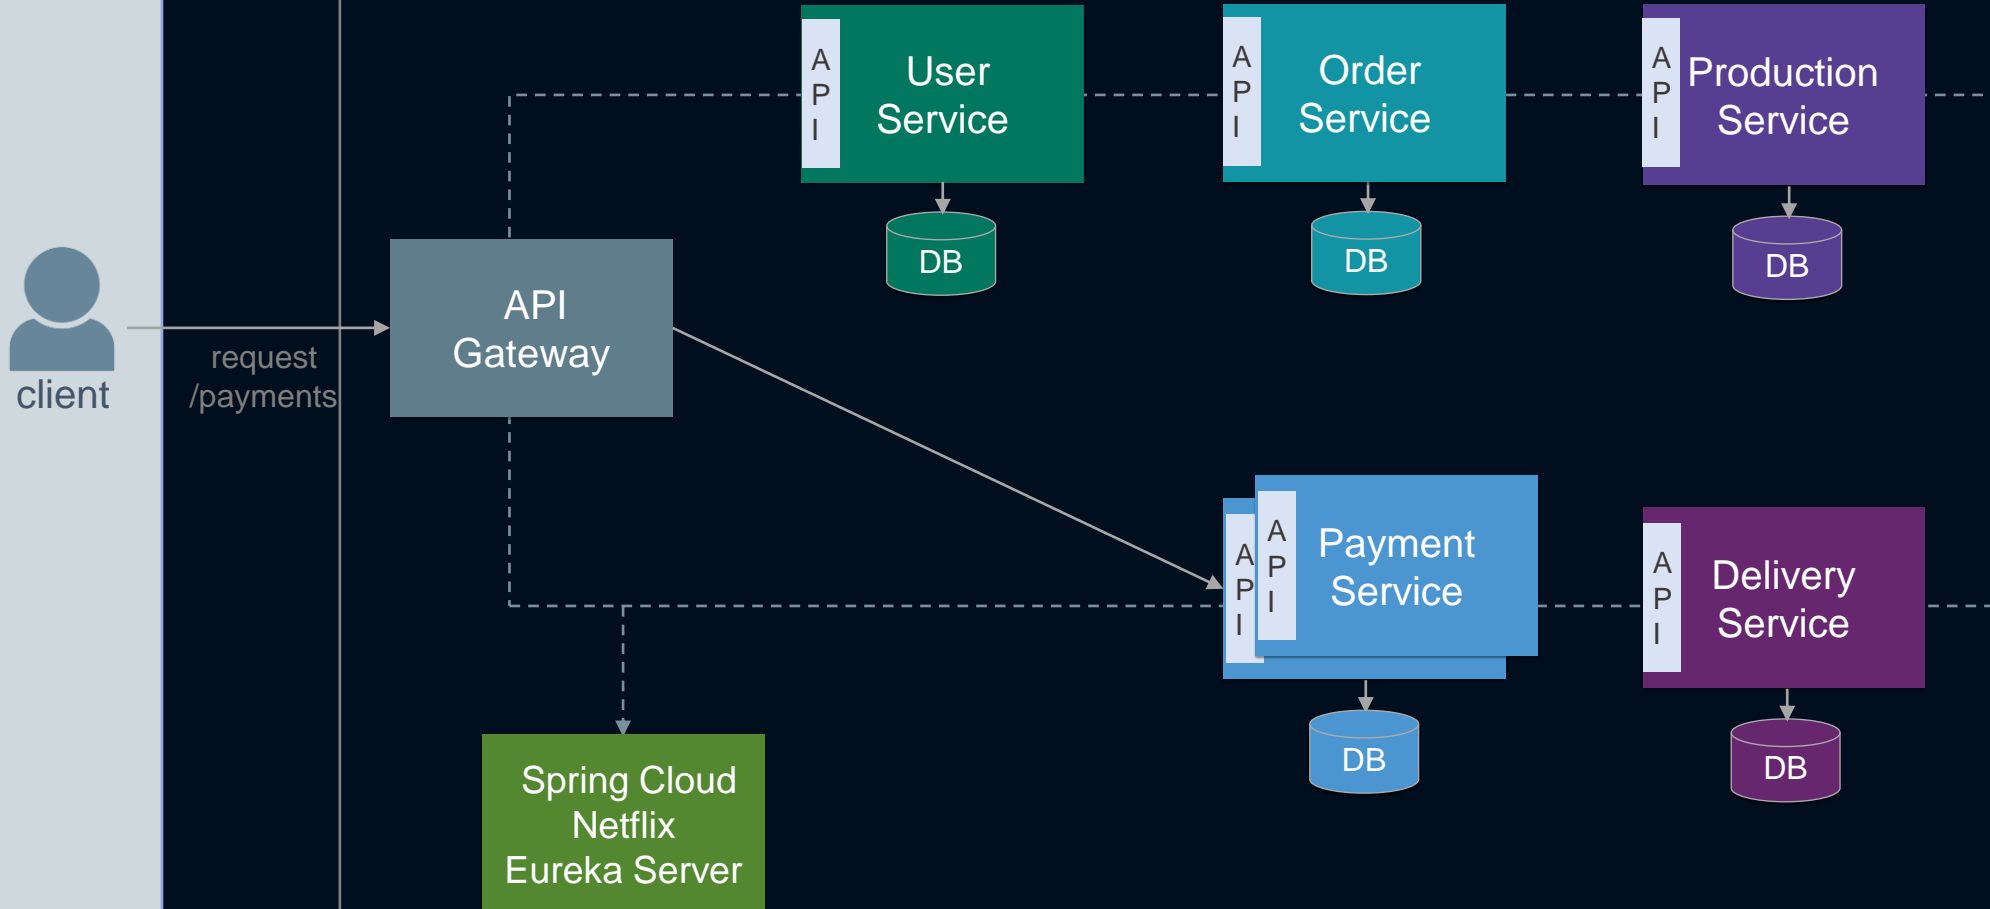 A
P
I
User
Service
DB
A
P
I
Order
Service
DB
A
P
I
Production
Service
DB
client
request
/payments
API
Gateway
A
P
I
A
P
I
Payment
Service
DB
A
P
I
Delivery
Service
DB
Spring Cloud
Netflix
Eureka Server